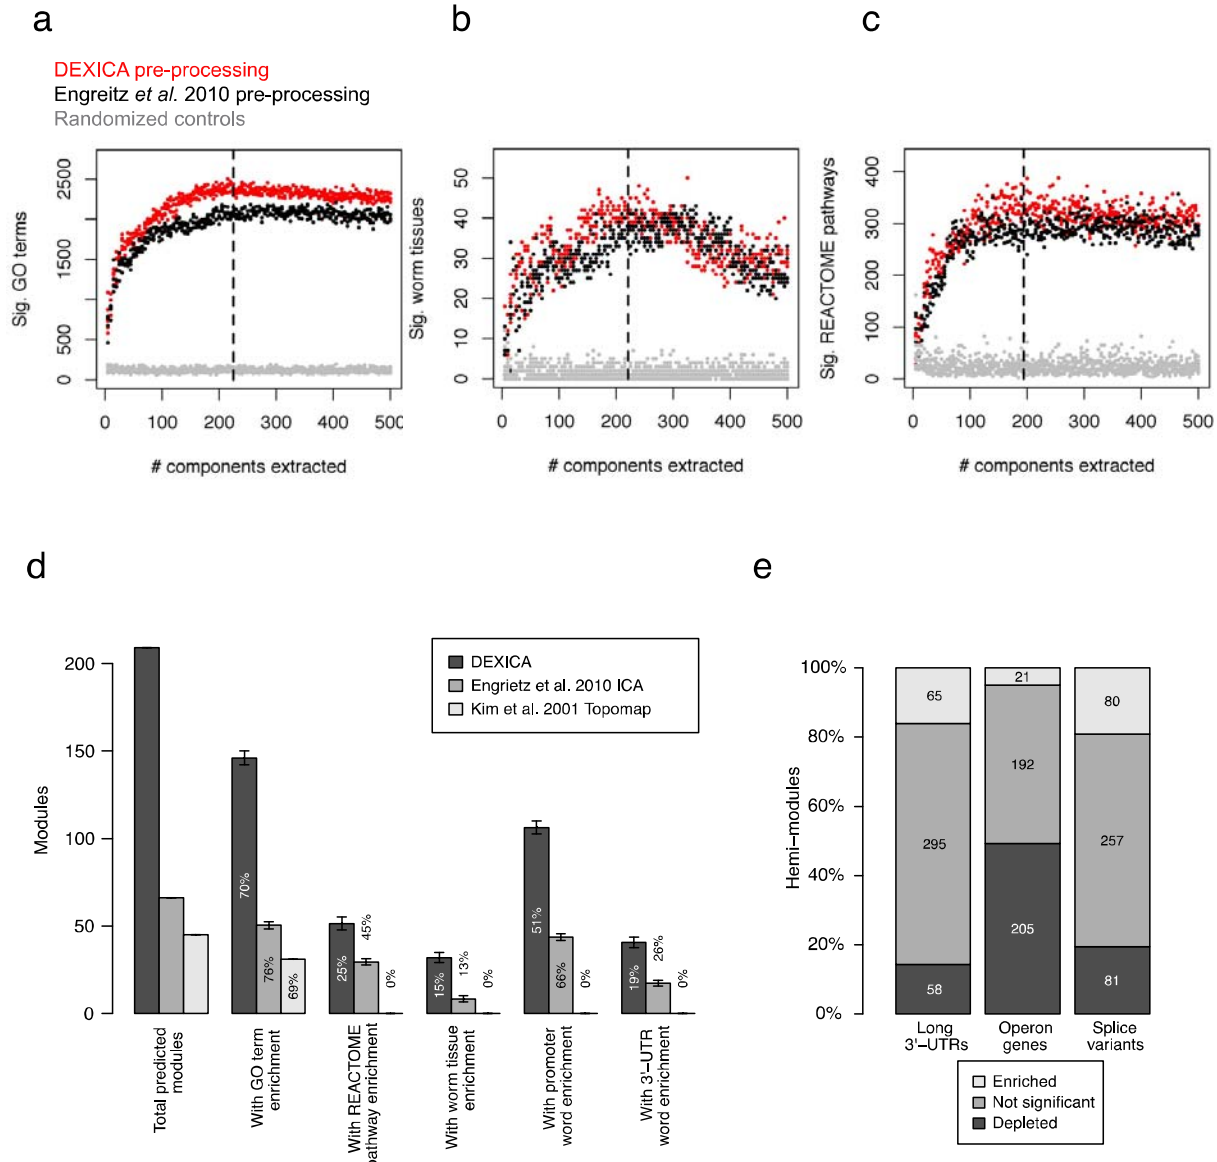 a
b
c
DEXICA pre-processing
Engreitz et al. 2010 pre-processing
Randomized controls
Sig. GO terms
2500
1500
500
0
0 100 200 300 400 500
# components extracted
Sig. worm tissues
50
40
30
20
10
0
0 100 200 300 400 500
# components extracted
Sig. REACTOME pathways
400
300
200
100
0
0 100 200 300 400 500
# components extracted
d
Modules
200
150
100
50
0
DEXICA
Engrietz et al. 2010 ICA
Kim et al. 2001 Topomap
70%
76%
69%
25%
45%
0%
15%
13%
0%
51%
66%
0%
19%
26%
0%
Total predicted
modules
With GO term
enrichment
With REACTOME
pathway enrichment
With worm tissue
enrichment
With promoter
word enrichment
With 3'-UTR
word enrichment
e
Hemi-modules
100%
80%
60%
40%
20%
0%
65
295
58
21
192
205
80
257
81
Long
3'-UTRs
Operon
genes
Splice
variants
Enriched
Not significant
Depleted